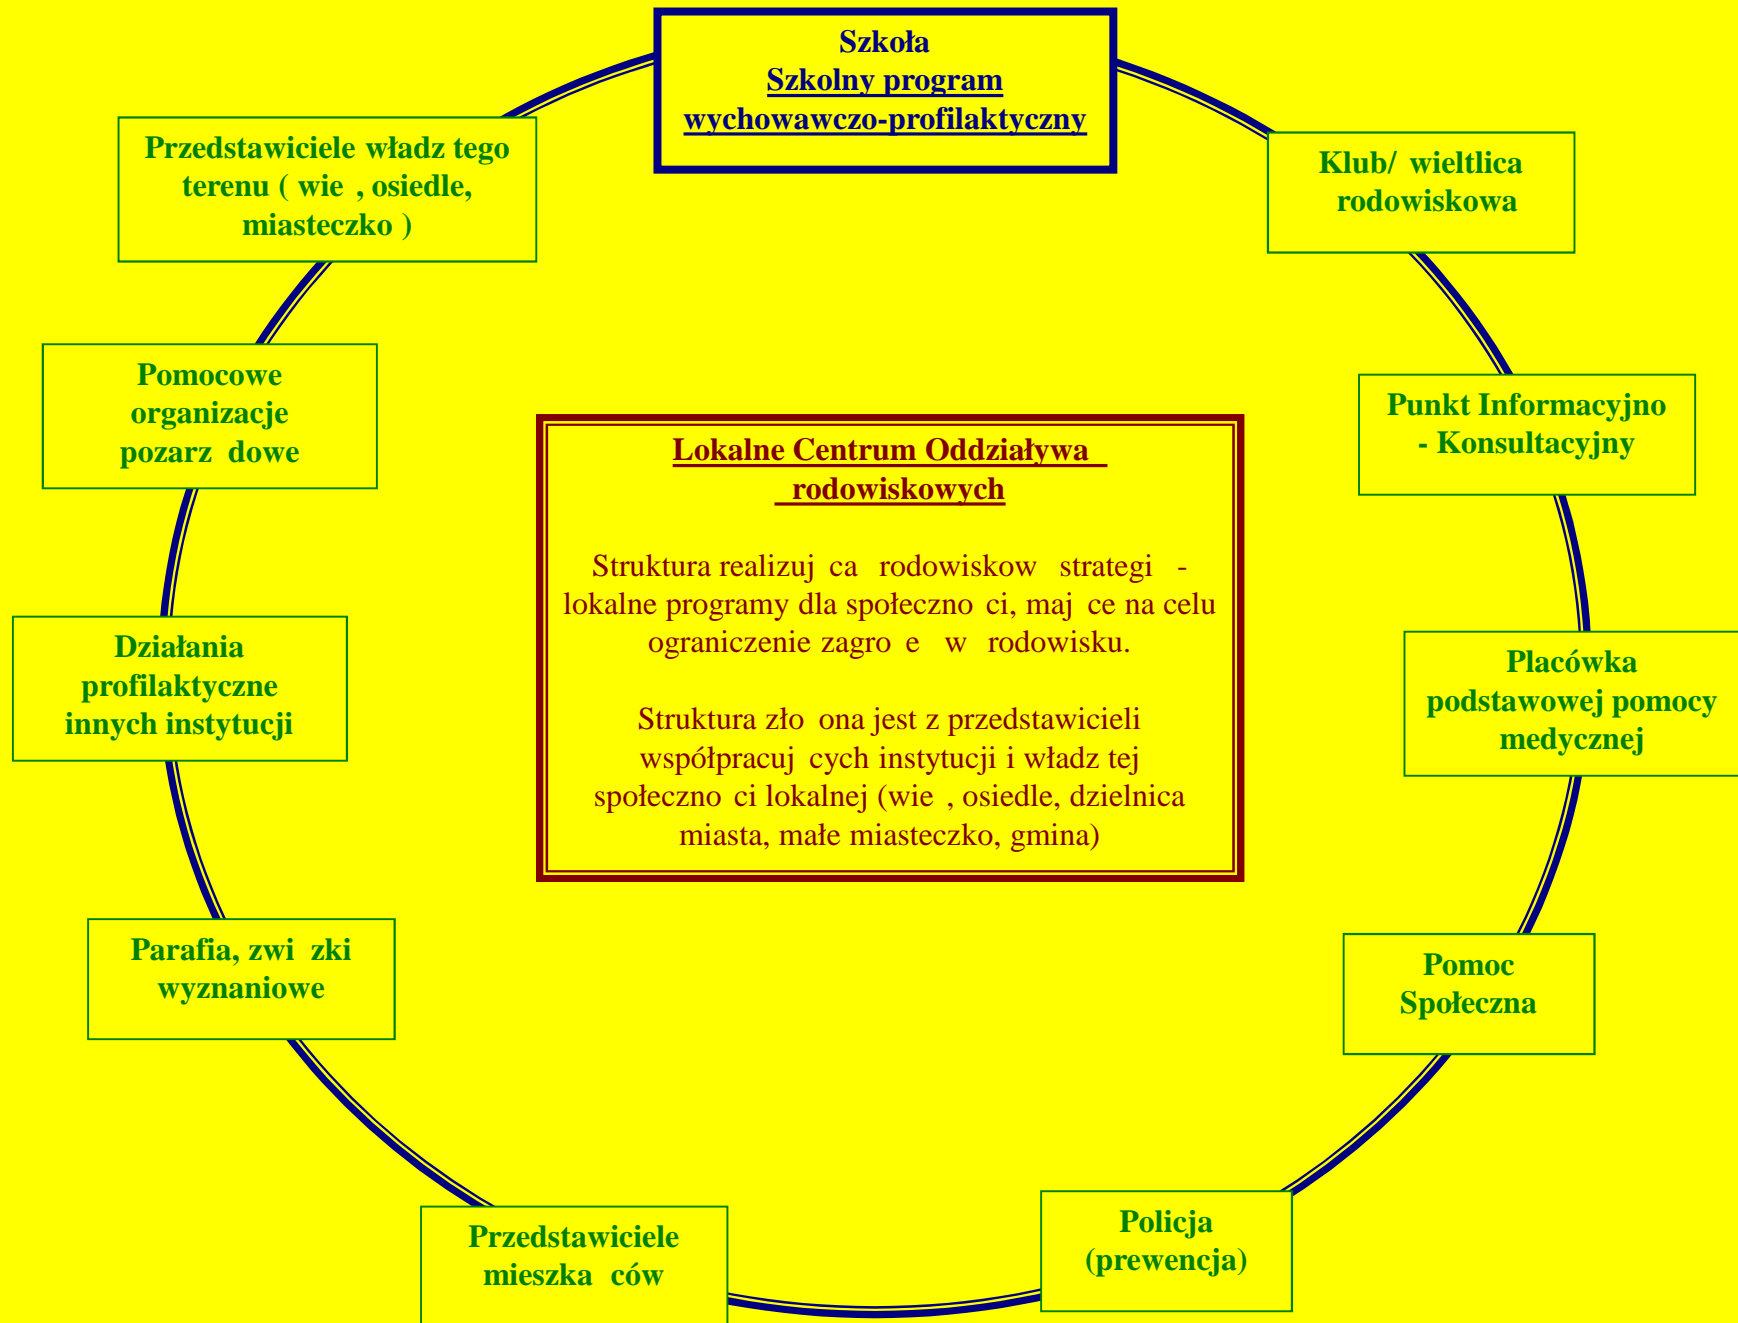 Szkoła
Szkolny program
wychowawczo-profilaktyczny
Klub/ wieltlica
rodowiskowa
Punkt Informacyjno
- Konsultacyjny
Placówka
podstawowej pomocy
medycznej
Pomoc
Społeczna
Policja
(prewencja)
Przedstawiciele
mieszka ców
Parafia, zwi zki
wyznaniowe
Działania
profilaktyczne
innych instytucji
Pomocowe
organizacje
pozarz dowe
Przedstawiciele władz tego
terenu ( wie , osiedle,
miasteczko )
Lokalne Centrum Oddziaływa
rodowiskowych
Struktura realizuj ca rodowiskow strategi -
lokalne programy dla społeczno ci, maj ce na celu
ograniczenie zagro e w rodowisku.
Struktura zło ona jest z przedstawicieli
współpracuj cych instytucji i władz tej
społeczno ci lokalnej (wie , osiedle, dzielnica
miasta, małe miasteczko, gmina)